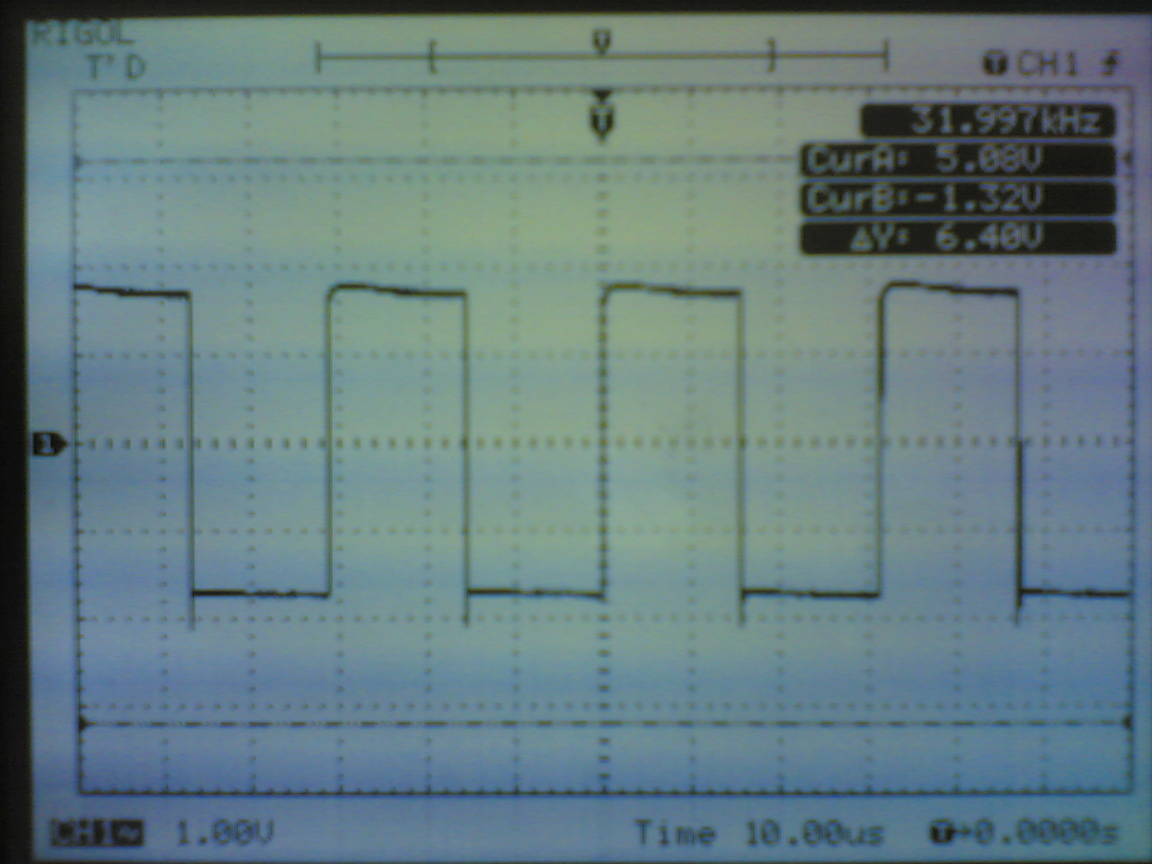 RIGOL
T'D
CH1
31.997kHz
CurA: 5.08V
CurB:-1.32V
ΔY: 6.40V
CH1 1.00V Time 10.00us T→0.0000s